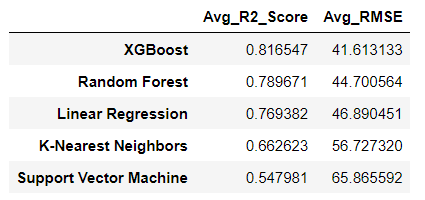 Avg_R2_Score Avg_RMSE
XGBoost 0.816547 41.613133
Random Forest 0.789671 44.700564
Linear Regression 0.769382 46.890451
K-Nearest Neighbors 0.662623 56.727320
Support Vector Machine 0.547981 65.865592